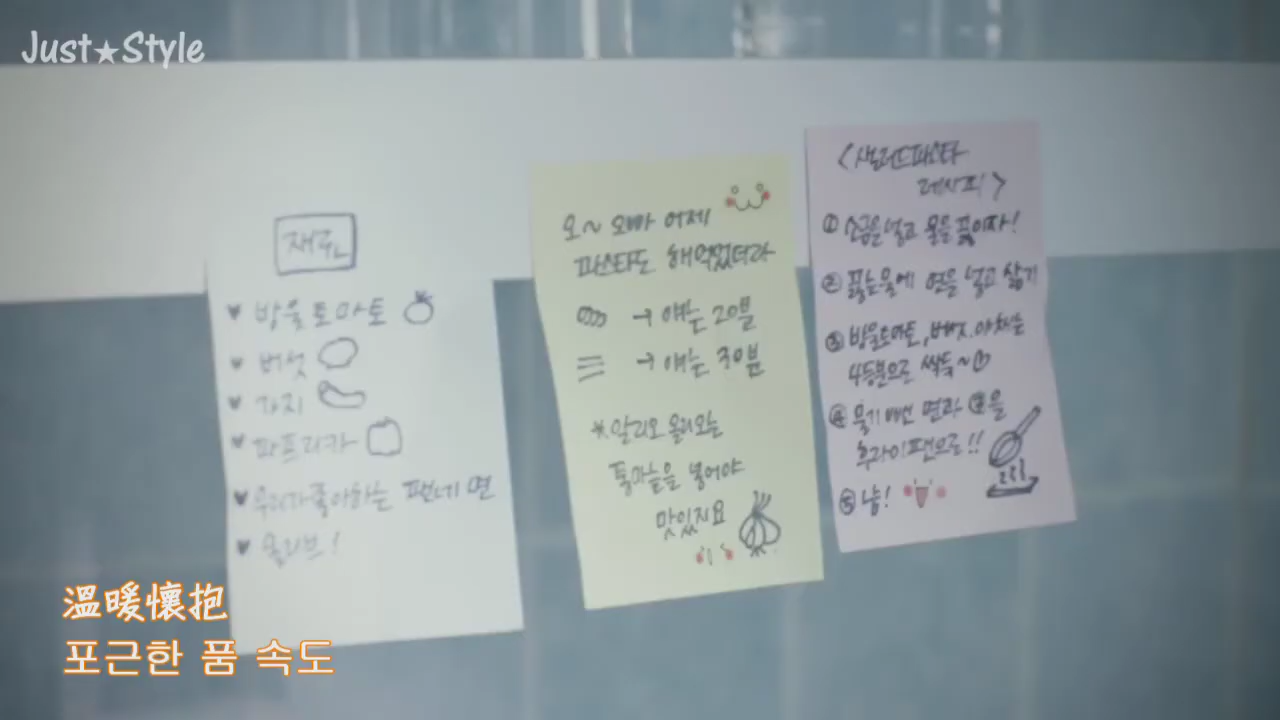 Just★Style
재료
방울토마토
버섯
가지
파프리카
우리가 좋아하는 펜네 면
올리브!
오~ 오빠 어제
파스타도 해먹었더라
→ 얘는 20분
→ 얘는 30분
*알리오 올리오는
통마늘을 넣어야
맛있지요
<샐러드파스타
레시피>
① 소금을 넣고 물을 끓이자!
② 끓는물에 면을 넣고 삶기
③ 방울토마토, 버섯, 야채는
4등분으로 싹둑~
④ 물기 빼선 면과 ③을
후라이팬으로!!
⑤ 냠!
溫暖懷抱
포근한 품 속도